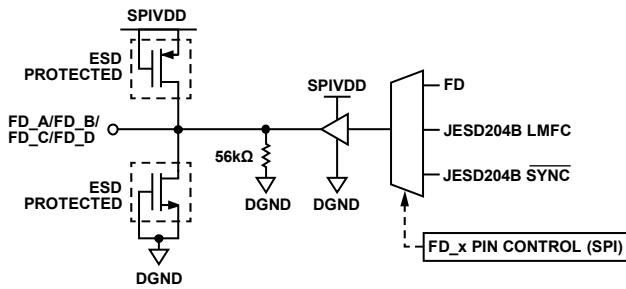 SPIVDD
ESD
PROTECTED
SPIVDD
FD
FD_A/FD_B/
FD_C/FD_D
JESD204B LMFC
56kΩ
ESD
PROTECTED
DGND
DGND
JESD204B SYNC
FD_x PIN CONTROL (SPI)
DGND